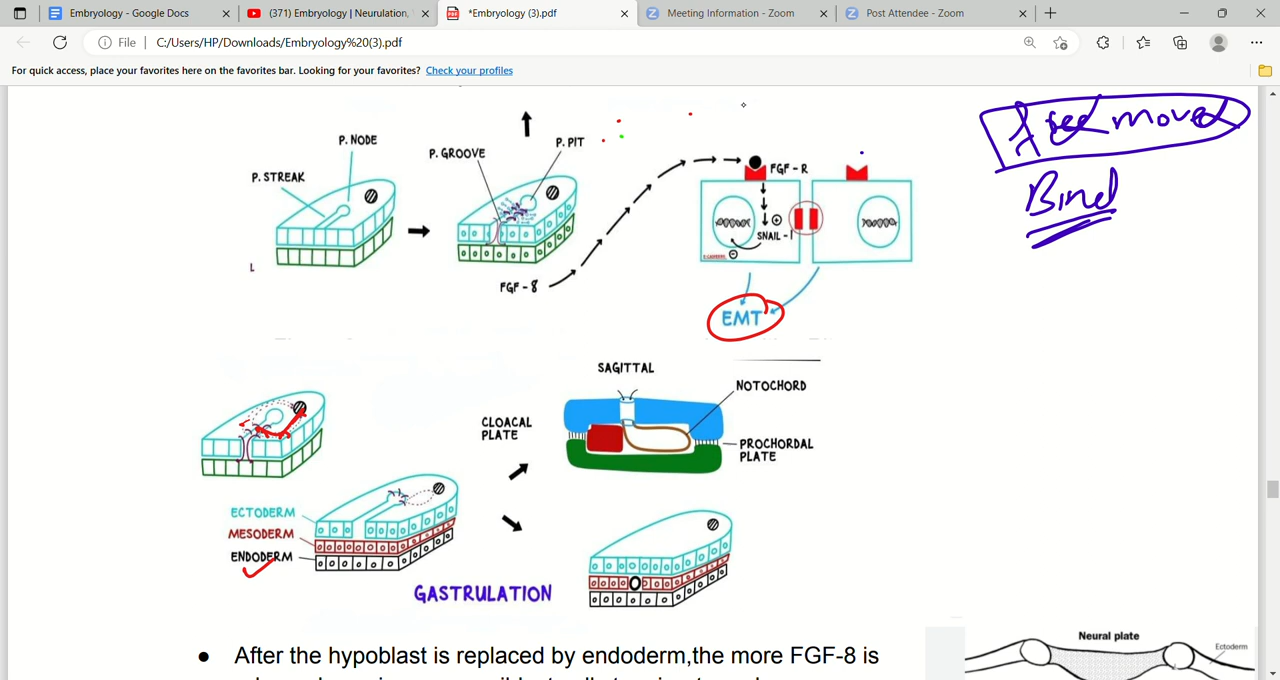 Embryology - Google Docs
(371) Embryology | Neurulation,
*Embryology (3).pdf
Meeting Information - Zoom
Post Attendee - Zoom
File
C:/Users/HP/Downloads/Embryology%20(3).pdf
For quick access, place your favorites here on the favorites bar. Looking for your favorites? Check your profiles
moved
Bind
P. NODE
P. STREAK
P. GROOVE
P. PIT
FGF - R
SNAIL - 1
L
FGF - 8
EMT
SAGITTAL
NOTOCHORD
CLOACAL
PLATE
PROCHORDAL
PLATE
ECTODERM
MESODERM
ENDODERM
GASTRULATION
● After the hypoblast is replaced by endoderm,the more FGF-8 is
Neural plate
Ectoderm